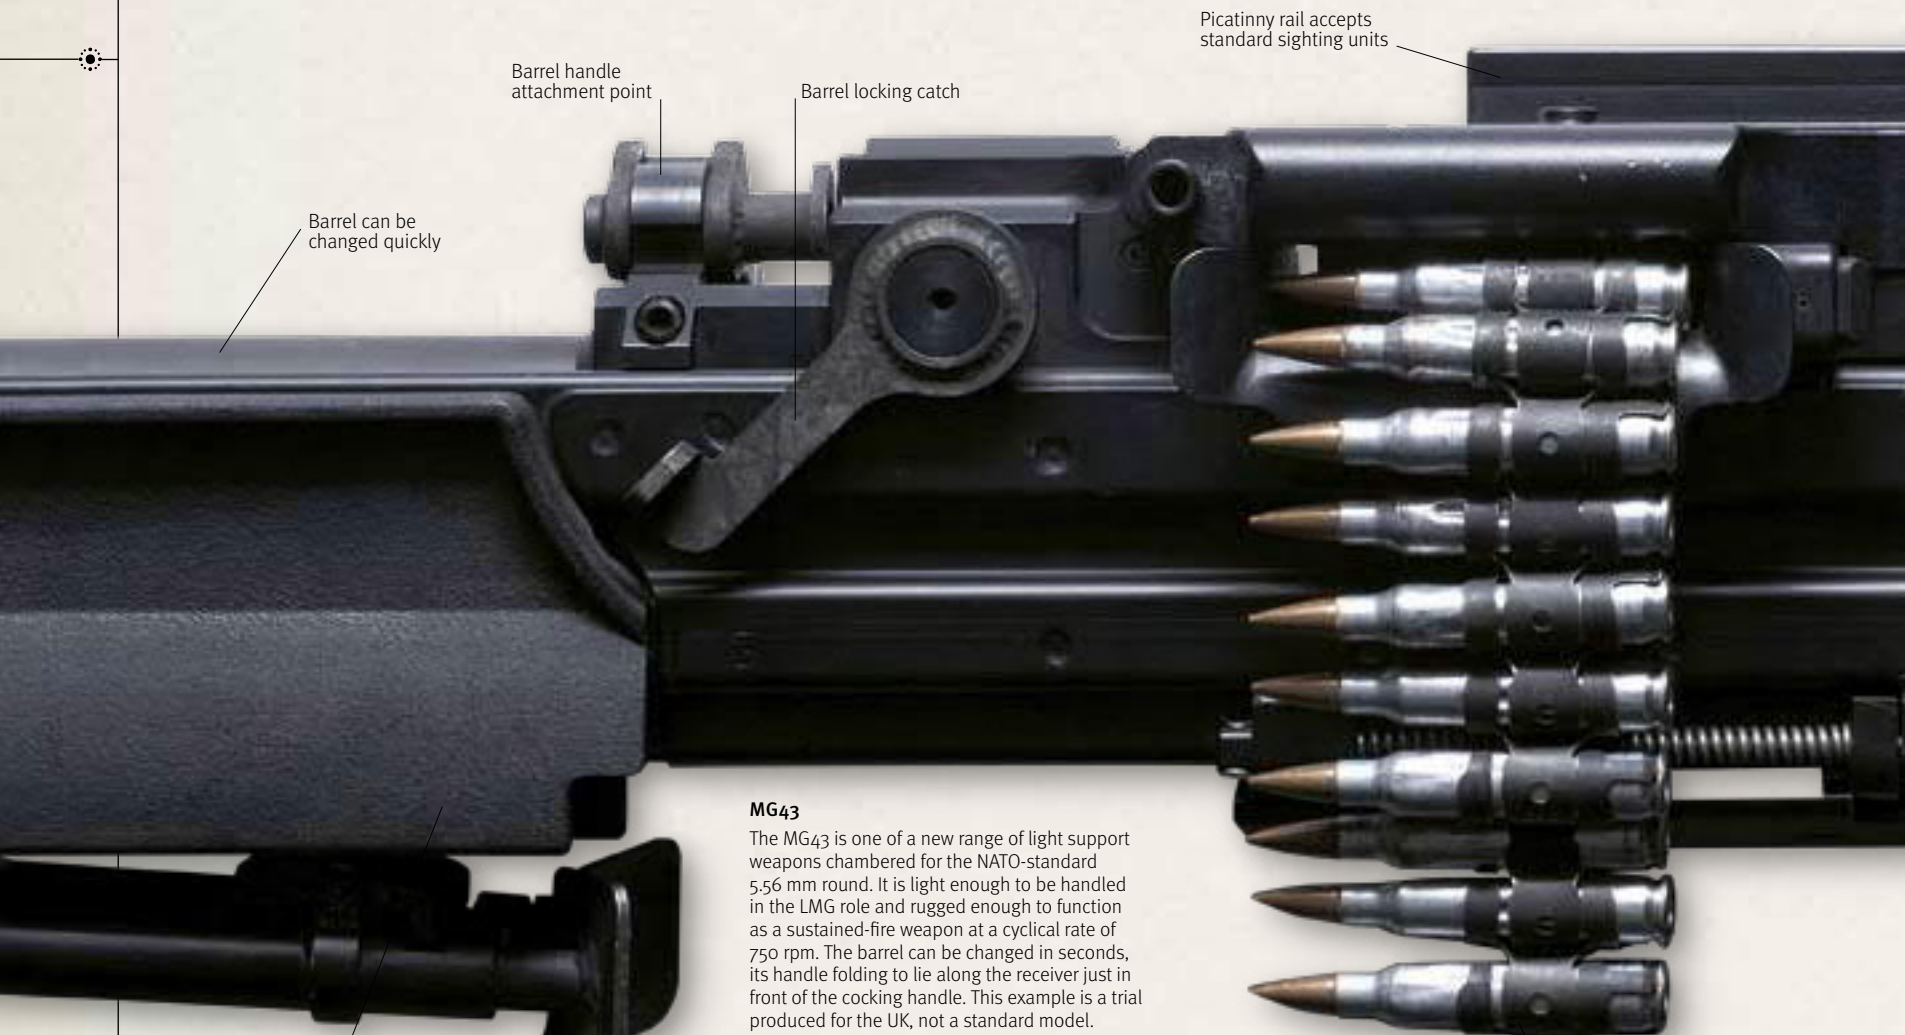 Picatinny rail accepts
standard sighting units
Barrel handle
attachment point
Barrel locking catch
Barrel can be
changed quickly
MG43
The MG43 is one of a new range of light support
weapons chambered for the NATO-standard
5.56 mm round. It is light enough to be handled
in the LMG role and rugged enough to function
as a sustained-fire weapon at a cyclical rate of
750 rpm. The barrel can be changed in seconds,
its handle folding to lie along the receiver just in
front of the cocking handle. This example is a trial
produced for the UK, not a standard model.